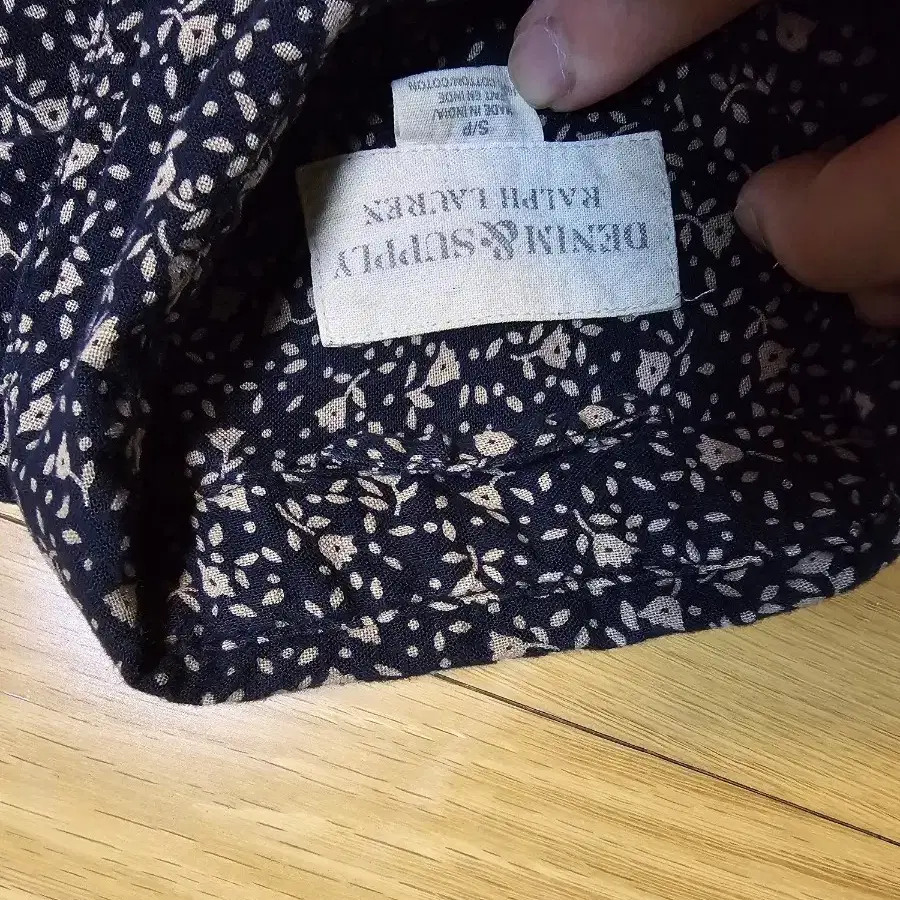 DENIM & SUPPLY
RALPH LAUREN
S/P
MADE IN INDIA/
FAIT EN INDE
COTTON/COTON